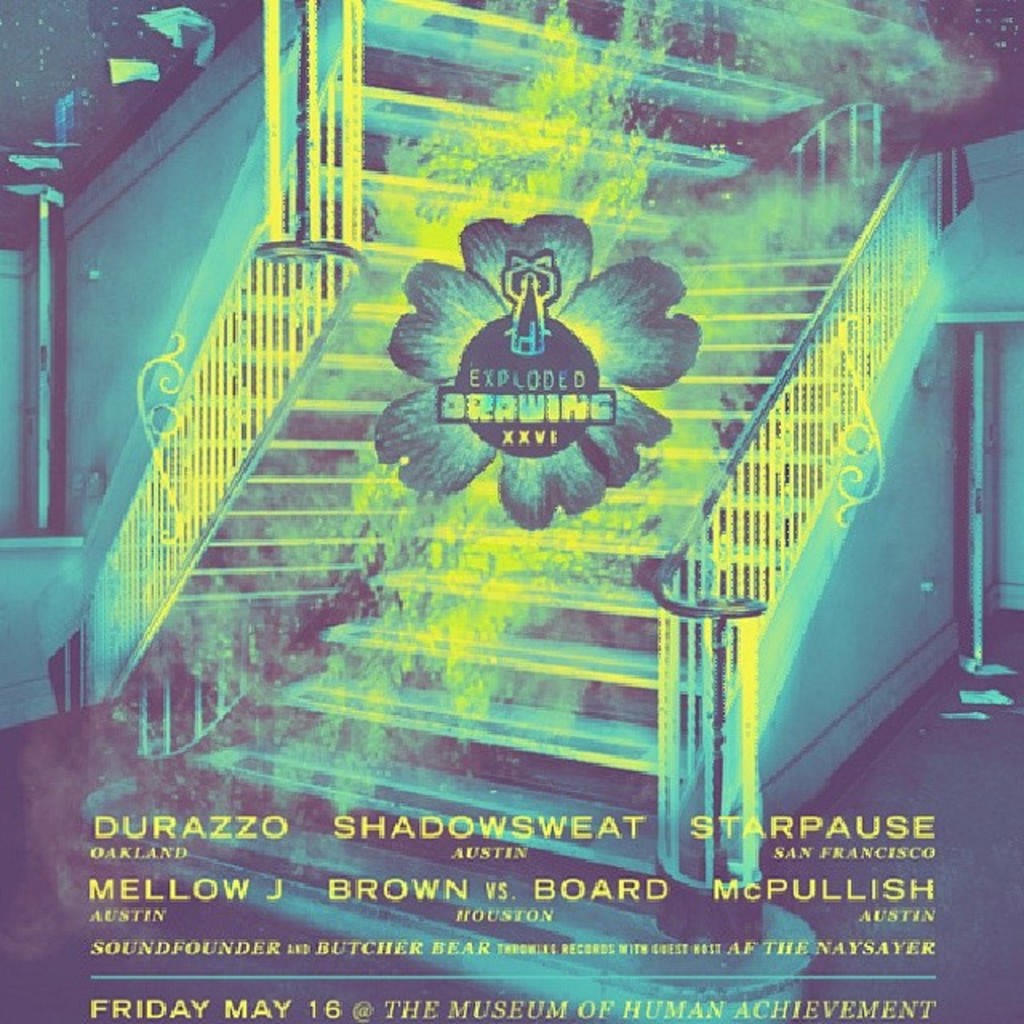 EXPLODED
DRAWING
XXVI
DURAZZO SHADOWSWEAT STARPAUSE
OAKLAND AUSTIN SAN FRANCISCO
MELLOW J BROWN VS. BOARD McPULLISH
AUSTIN HOUSTON AUSTIN
SOUNDFOUNDER AND BUTCHER BEAR THROWING RECORDS WITH GUEST HOST AF THE NAYSAYER
FRIDAY MAY 16 @ THE MUSEUM OF HUMAN ACHIEVEMENT